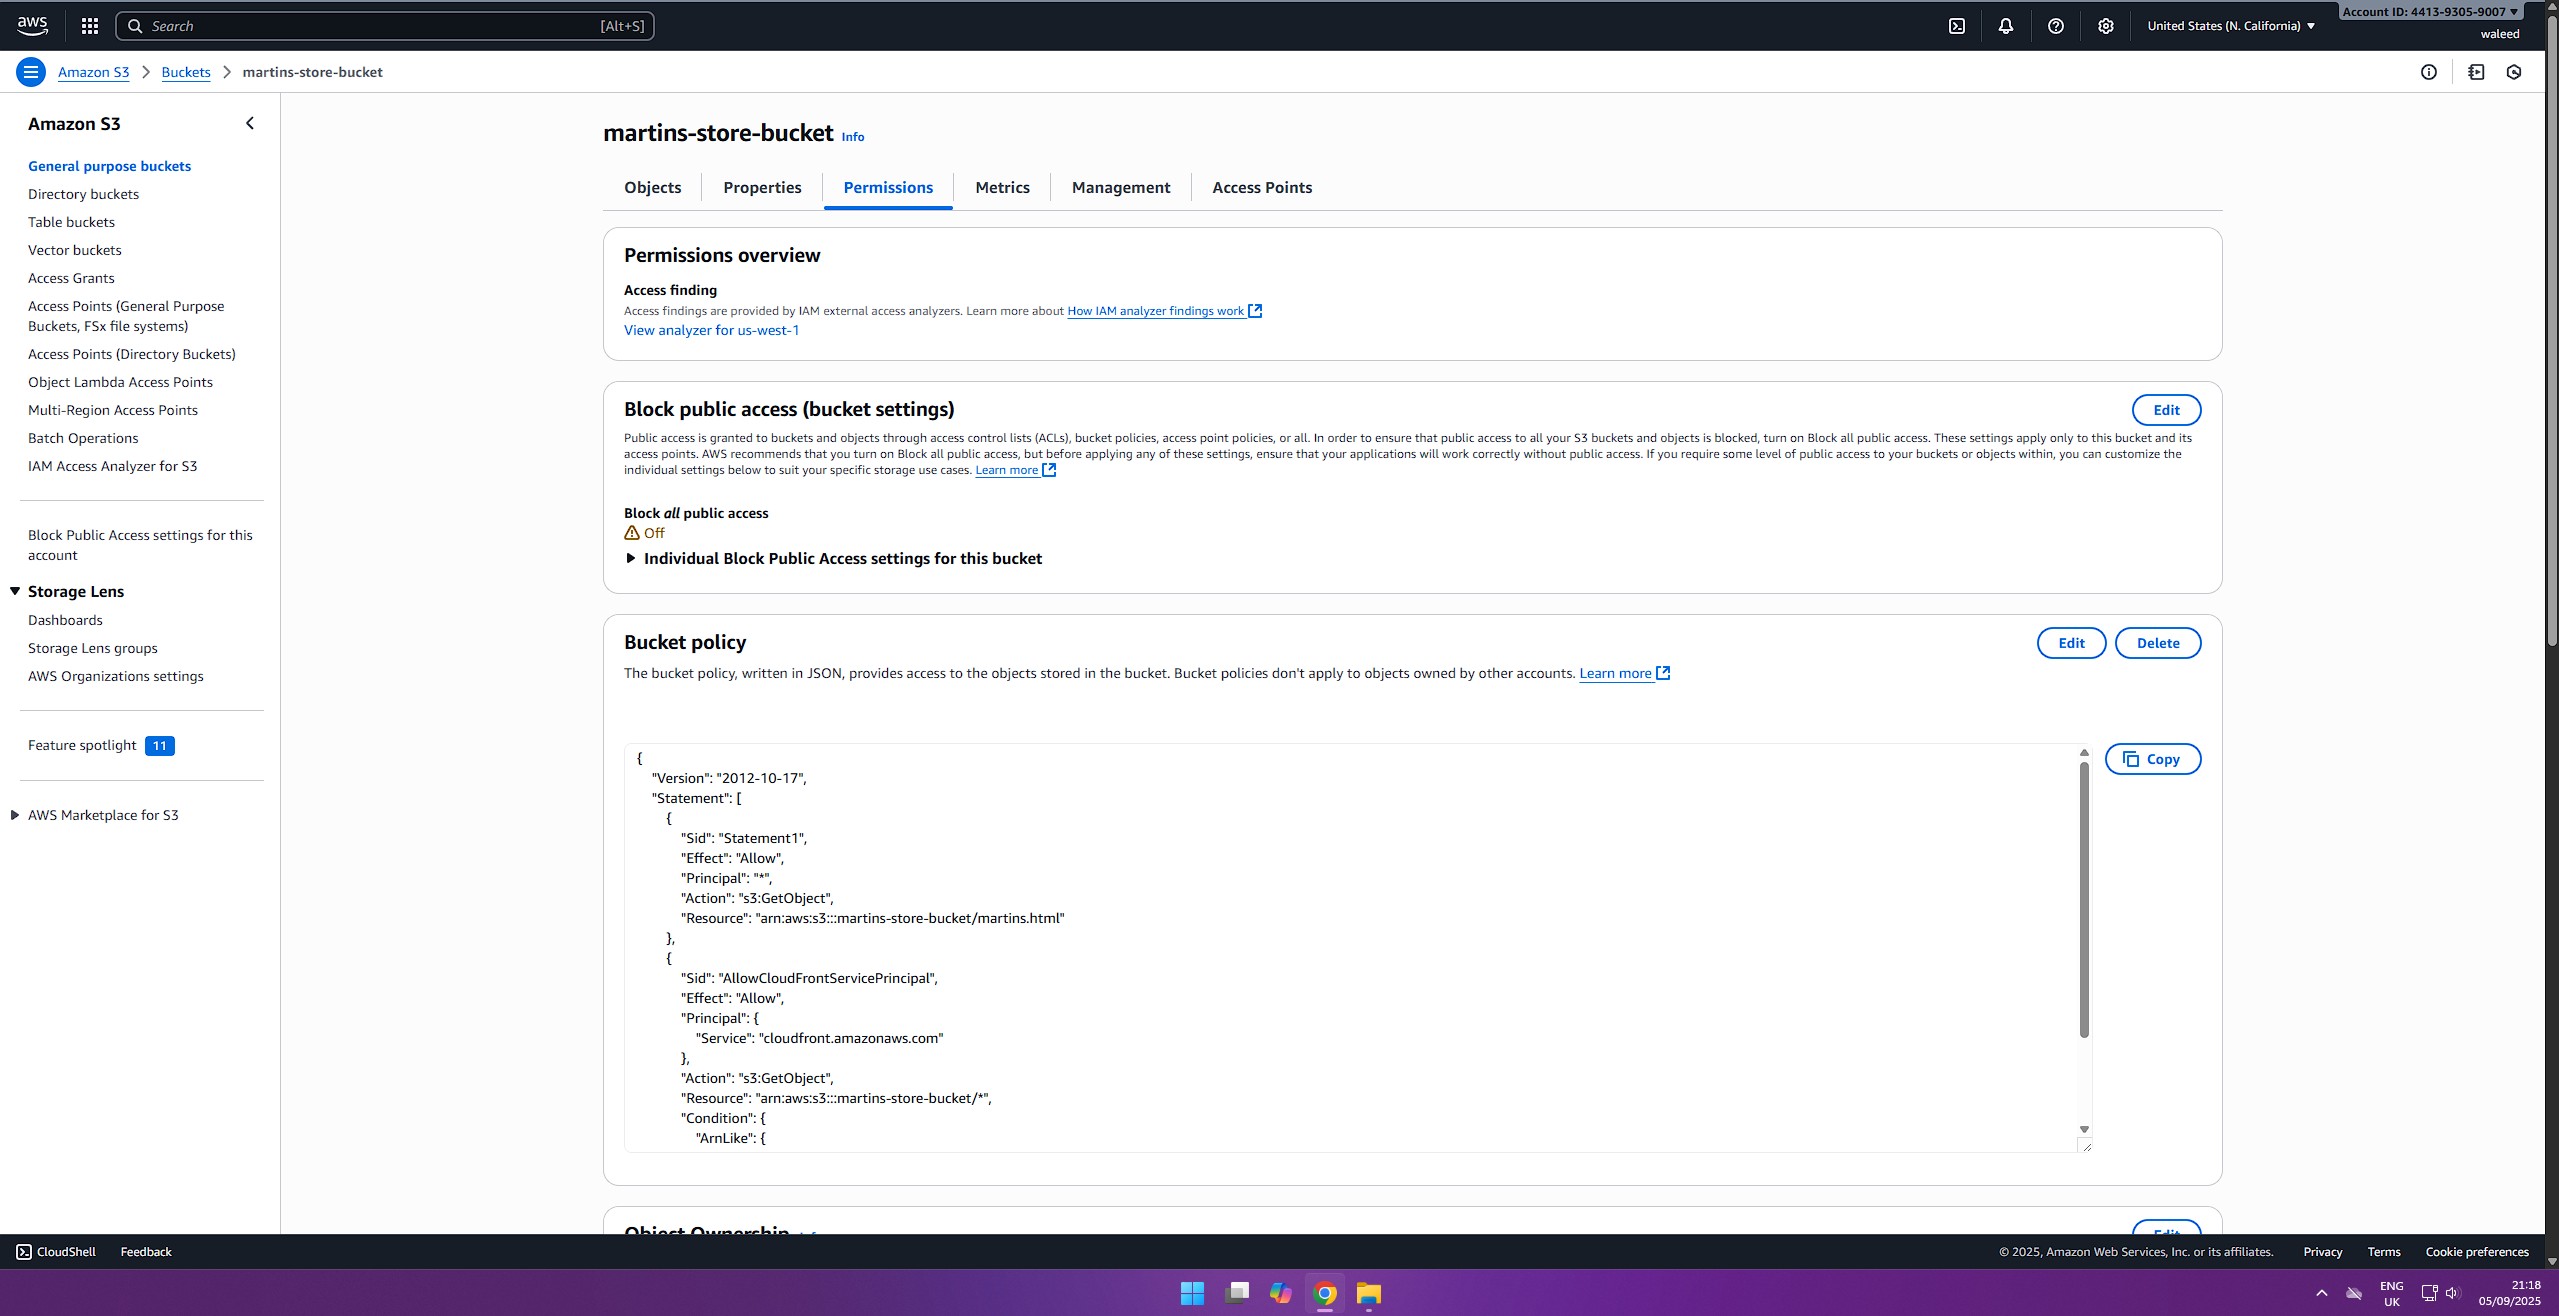 aws
Search
[Alt+S]
United States (N. California)
Account ID: 4413-9305-9007
waleed
Amazon S3
Buckets
martins-store-bucket
Amazon S3
General purpose buckets
Directory buckets
Table buckets
Vector buckets
Access Grants
Access Points (General Purpose
Buckets, FSx file systems)
Access Points (Directory Buckets)
Object Lambda Access Points
Multi-Region Access Points
Batch Operations
IAM Access Analyzer for S3
Block Public Access settings for this
account
Storage Lens
Dashboards
Storage Lens groups
AWS Organizations settings
Feature spotlight 11
AWS Marketplace for S3
martins-store-bucket Info
Objects
Properties
Permissions
Metrics
Management
Access Points
Permissions overview
Access finding
Access findings are provided by IAM external access analyzers. Learn more about How IAM analyzer findings work
View analyzer for us-west-1
Block public access (bucket settings)
Edit
Public access is granted to buckets and objects through access control lists (ACLs), bucket policies, access point policies, or all. In order to ensure that public access to all your S3 buckets and objects is blocked, turn on Block all public access. These settings apply only to this bucket and its
access points. AWS recommends that you turn on Block all public access, but before applying any of these settings, ensure that your applications will work correctly without public access. If you require some level of public access to your buckets or objects within, you can customize the
individual settings below to suit your specific storage use cases. Learn more
Block all public access
Off
Individual Block Public Access settings for this bucket
Bucket policy
Edit
Delete
The bucket policy, written in JSON, provides access to the objects stored in the bucket. Bucket policies don't apply to objects owned by other accounts. Learn more
Copy
{
"Version": "2012-10-17",
"Statement": [
{
"Sid": "Statement1",
"Effect": "Allow",
"Principal": "*",
"Action": "s3:GetObject",
"Resource": "arn:aws:s3:::martins-store-bucket/martins.html"
},
{
"Sid": "AllowCloudFrontServicePrincipal",
"Effect": "Allow",
"Principal": {
"Service": "cloudfront.amazonaws.com"
},
"Action": "s3:GetObject",
"Resource": "arn:aws:s3:::martins-store-bucket/*",
"Condition": {
"ArnLike": {
Object Ownership Info
Edit
CloudShell
Feedback
© 2025, Amazon Web Services, Inc. or its affiliates.
Privacy
Terms
Cookie preferences
ENG
UK
21:18
05/09/2025